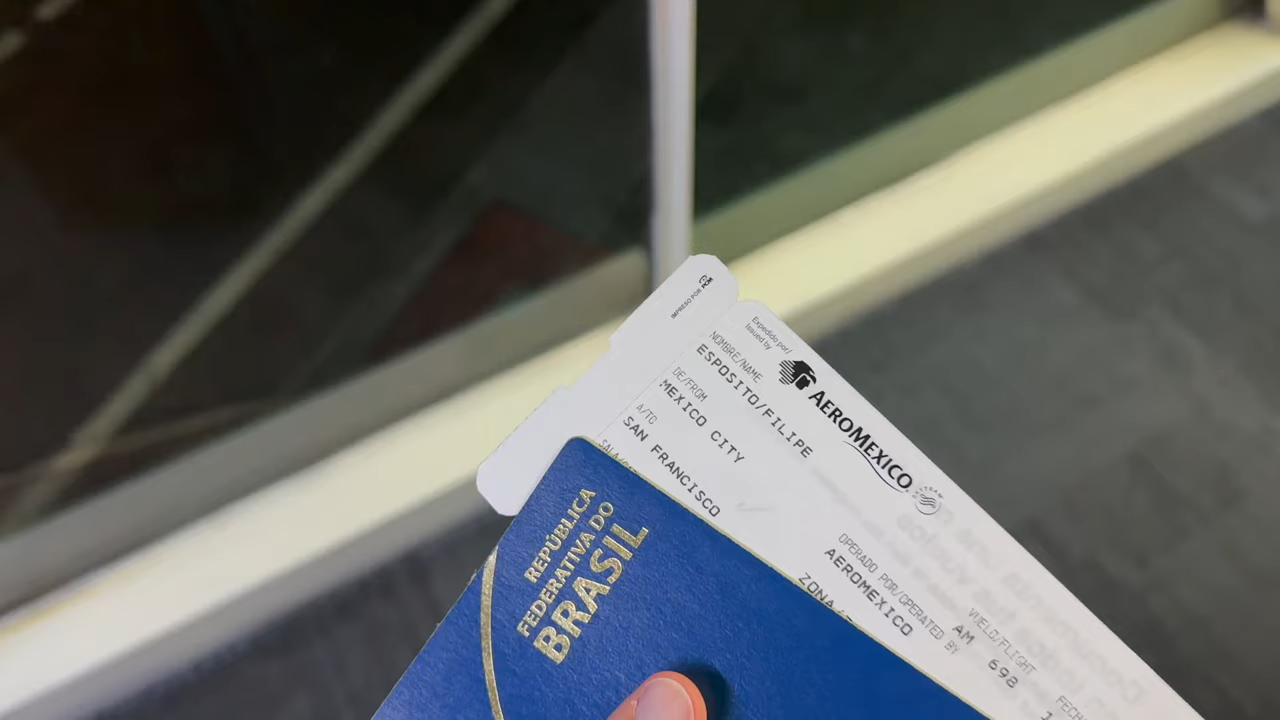 IMPRESO POR
Expedido por/
Issued by
AEROMEXICO
NOMBRE/NAME
ESPOSITO/FILIPE
DE/FROM
MEXICO CITY
A/TO
SAN FRANCISCO
OPERADO POR/OPERATED BY
AEROMEXICO
VUELO/FLIGHT
AM 692
ZONA
REPÚBLICA
FEDERATIVA DO
BRASIL